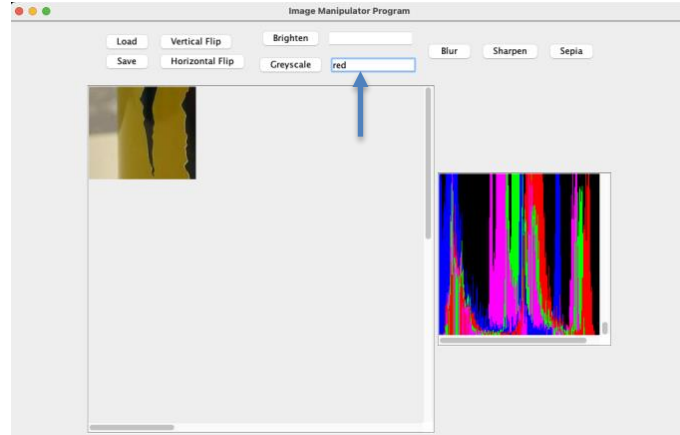 Image Manipulator Program
Load Vertical Flip Brighten
Blur Sharpen Sepia
Save Horizontal Flip Greyscale red